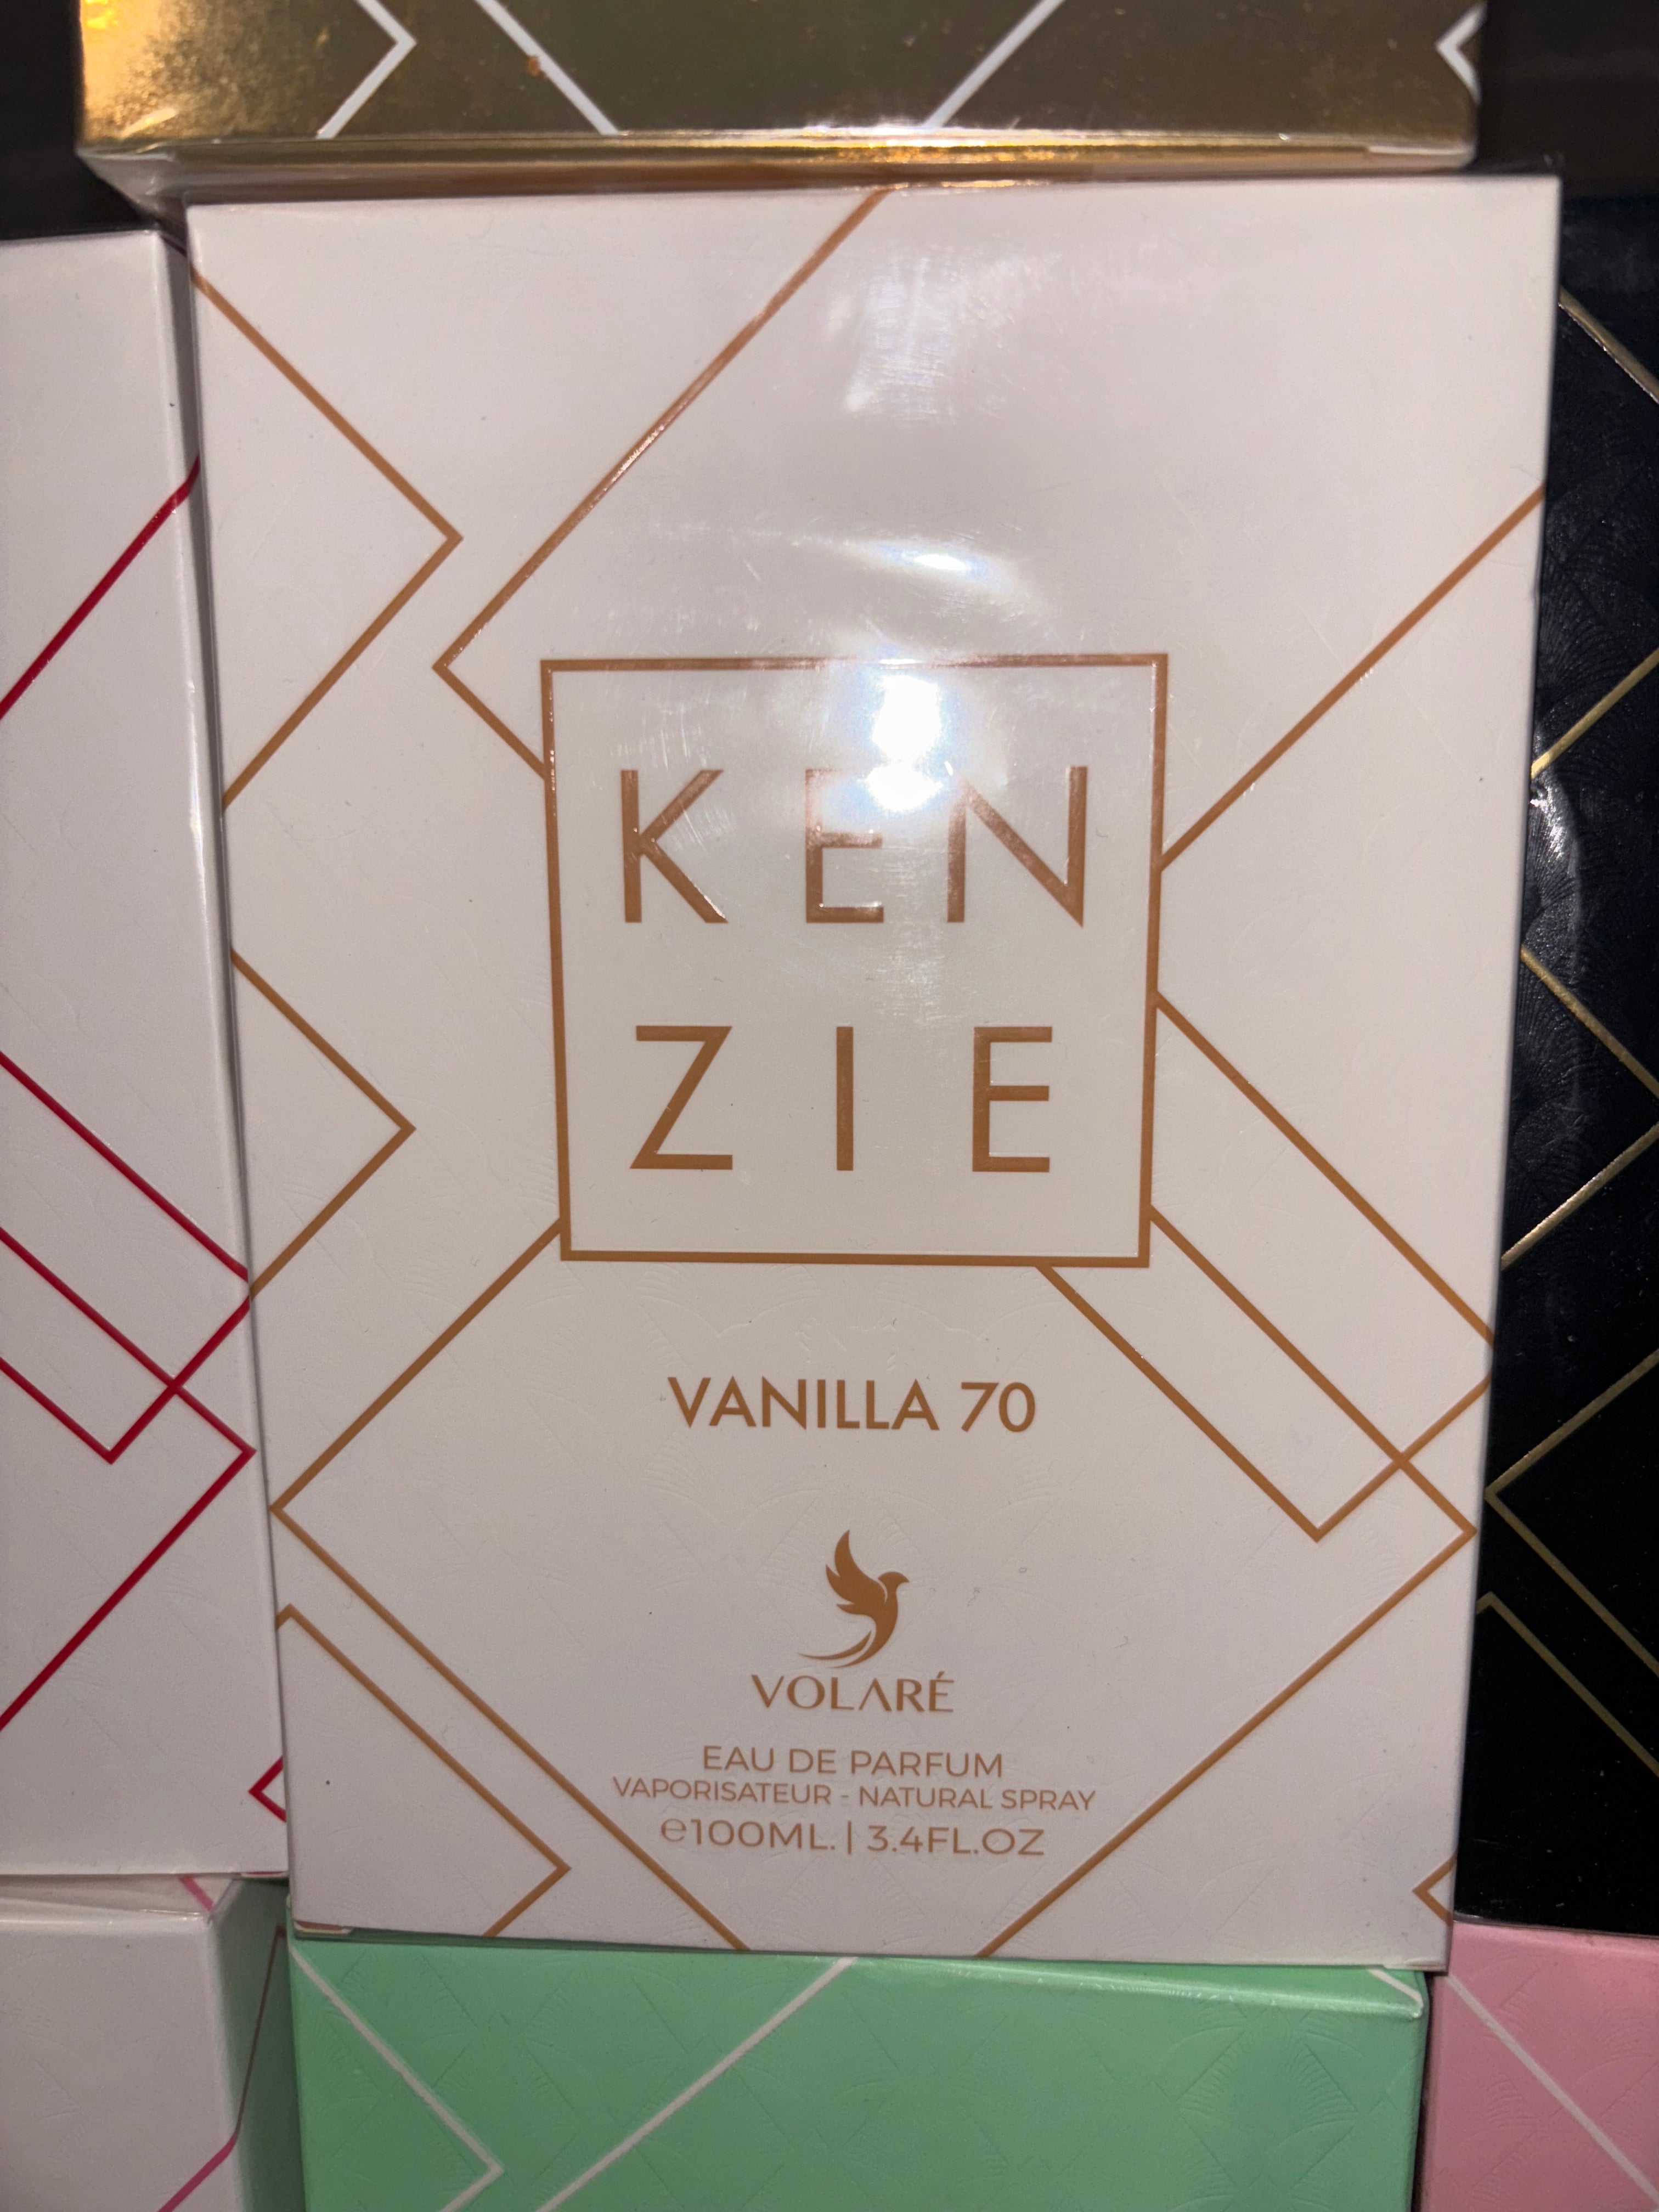 KEN
ZIE
VANILLA 70
VOLARÉ
EAU DE PARFUM
VAPORISATEUR - NATURAL SPRAY
℮100ML. | 3.4FL.OZ